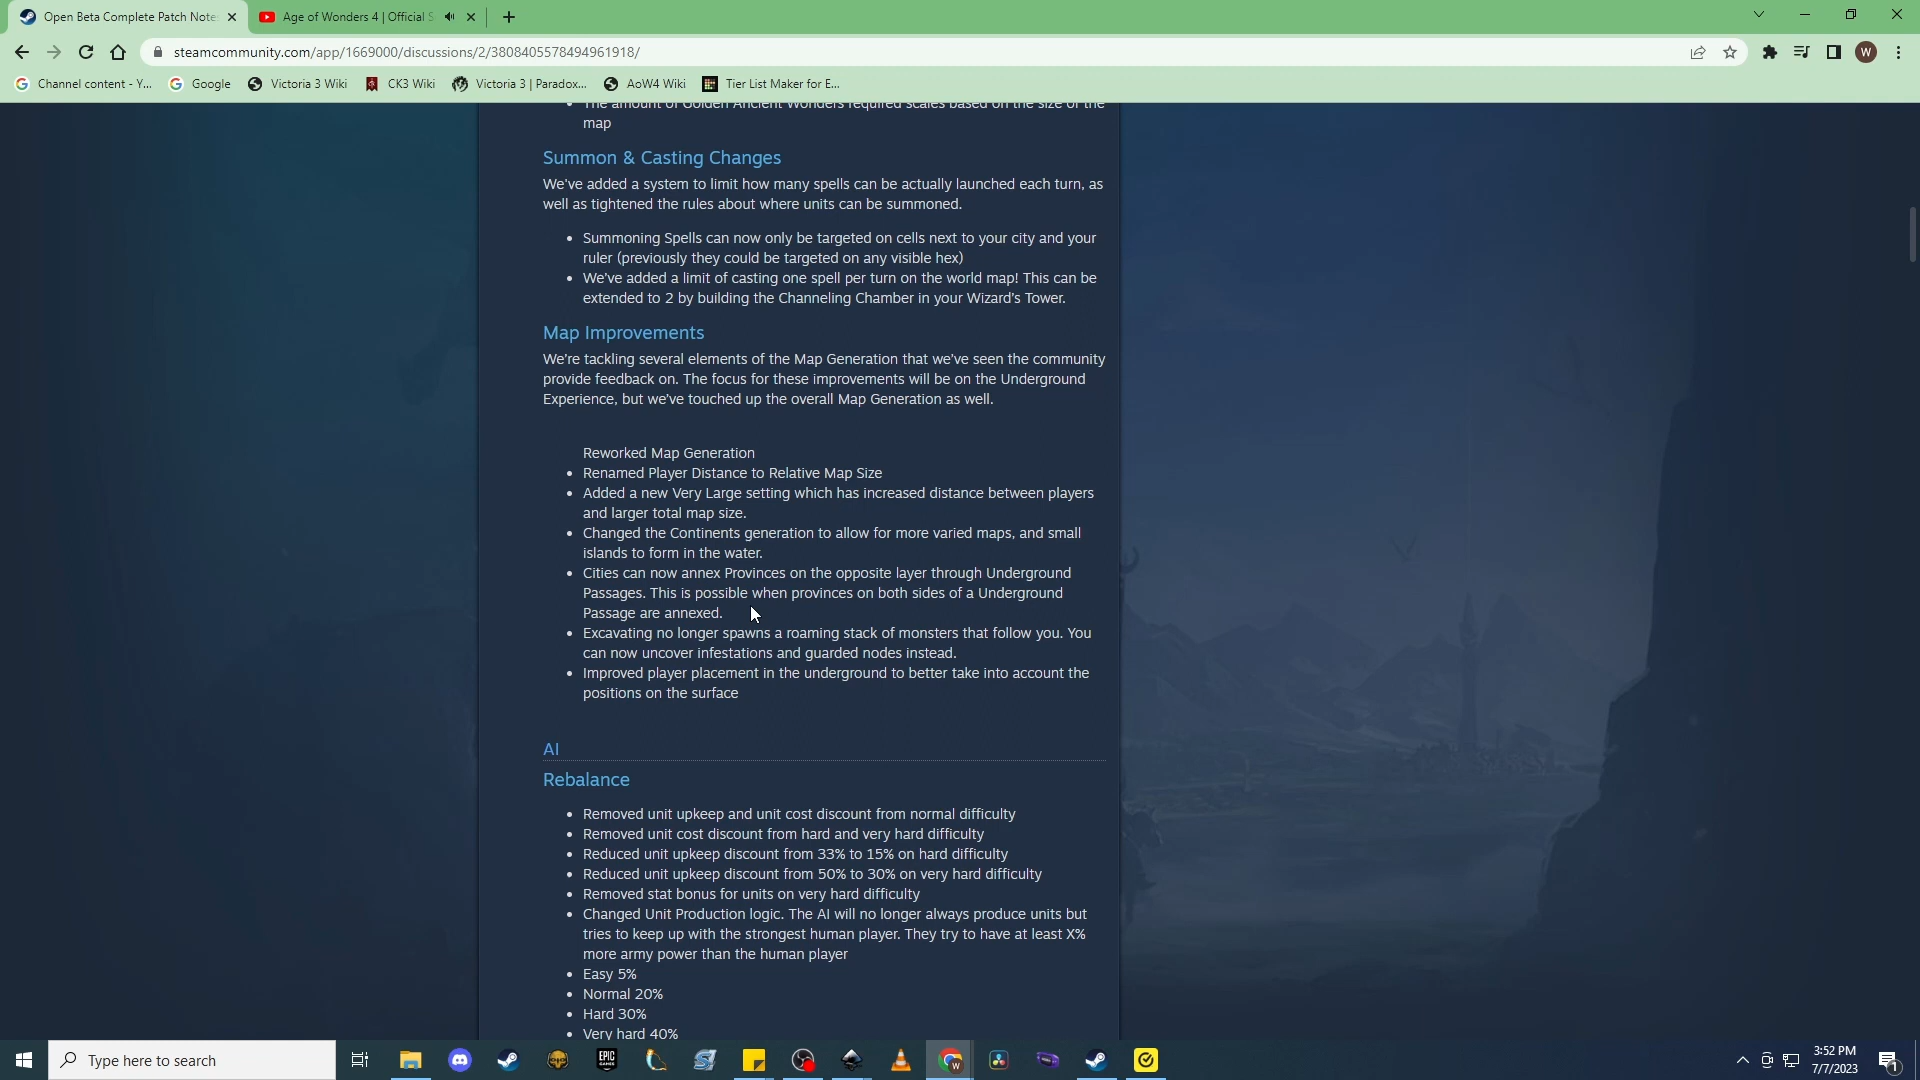 Open Beta Complete Patch Note
Age of Wonders 4 | Official S
steamcommunity.com/app/1669000/discussions/2/3808405578494961918/
W
Channel content - Y...
Google
Victoria 3 Wiki
CK3 Wiki
Victoria 3 | Paradox...
AoW4 Wiki
Tier List Maker for E...
The amount of Golden Ancient Wonders required scales based on the size of the
map
Summon & Casting Changes
We've added a system to limit how many spells can be actually launched each turn, as
well as tightened the rules about where units can be summoned.
• Summoning Spells can now only be targeted on cells next to your city and your
ruler (previously they could be targeted on any visible hex)
• We've added a limit of casting one spell per turn on the world map! This can be
extended to 2 by building the Channeling Chamber in your Wizard's Tower.
Map Improvements
We're tackling several elements of the Map Generation that we've seen the community
provide feedback on. The focus for these improvements will be on the Underground
Experience, but we've touched up the overall Map Generation as well.
Reworked Map Generation
• Renamed Player Distance to Relative Map Size
• Added a new Very Large setting which has increased distance between players
and larger total map size.
• Changed the Continents generation to allow for more varied maps, and small
islands to form in the water.
• Cities can now annex Provinces on the opposite layer through Underground
Passages. This is possible when provinces on both sides of a Underground
Passage are annexed.
• Excavating no longer spawns a roaming stack of monsters that follow you. You
can now uncover infestations and guarded nodes instead.
• Improved player placement in the underground to better take into account the
positions on the surface
AI
Rebalance
• Removed unit upkeep and unit cost discount from normal difficulty
• Removed unit cost discount from hard and very hard difficulty
• Reduced unit upkeep discount from 33% to 15% on hard difficulty
• Reduced unit upkeep discount from 50% to 30% on very hard difficulty
• Removed stat bonus for units on very hard difficulty
• Changed Unit Production logic. The AI will no longer always produce units but
tries to keep up with the strongest human player. They try to have at least X%
more army power than the human player
• Easy 5%
• Normal 20%
• Hard 30%
• Very hard 40%
Type here to search
EPIC
GAMES
W
3:52 PM
7/7/2023
1